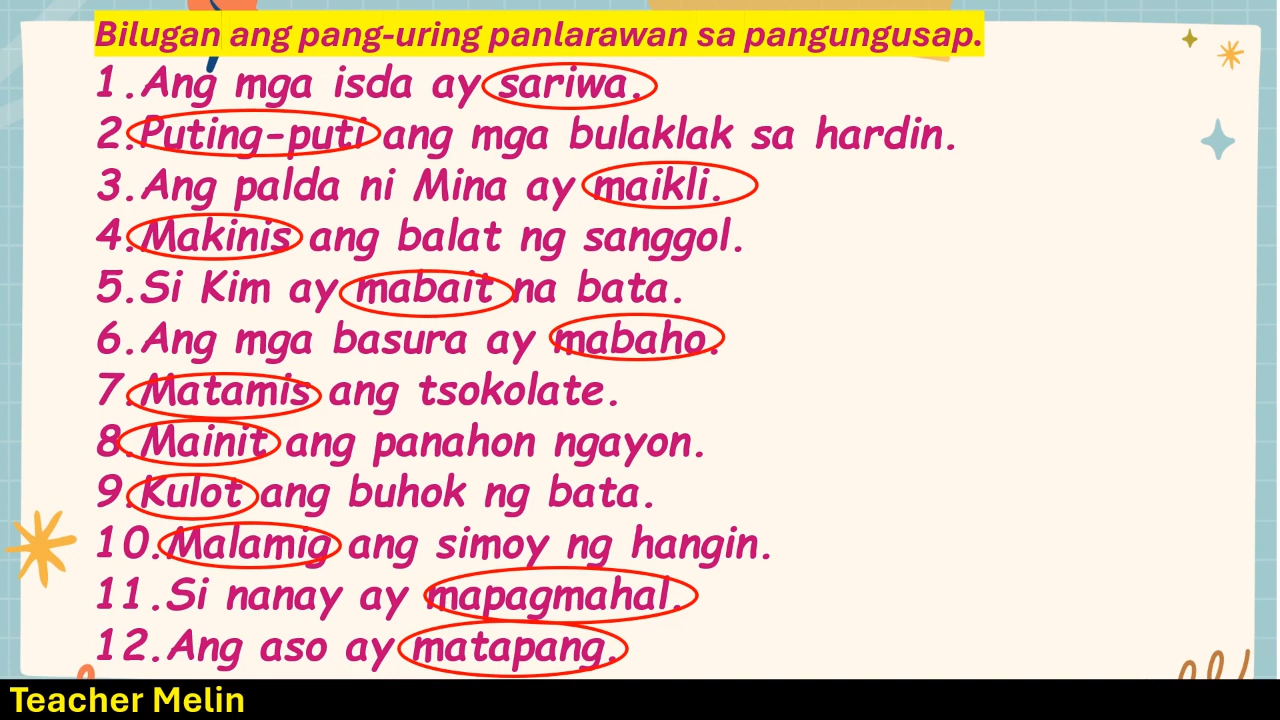 Bilugan ang pang-uring panlarawan sa pangungusap.
1.Ang mga isda ay sariwa.
2.Puting-puti ang mga bulaklak sa hardin.
3.Ang palda ni Mina ay maikli.
4.Makinis ang balat ng sanggol.
5.Si Kim ay mabait na bata.
6.Ang mga basura ay mabaho.
7.Matamis ang tsokolate.
8.Mainit ang panahon ngayon.
9.Kulot ang buhok ng bata.
10.Malamig ang simoy ng hangin.
11.Si nanay ay mapagmahal.
12.Ang aso ay matapang.
Teacher Melin